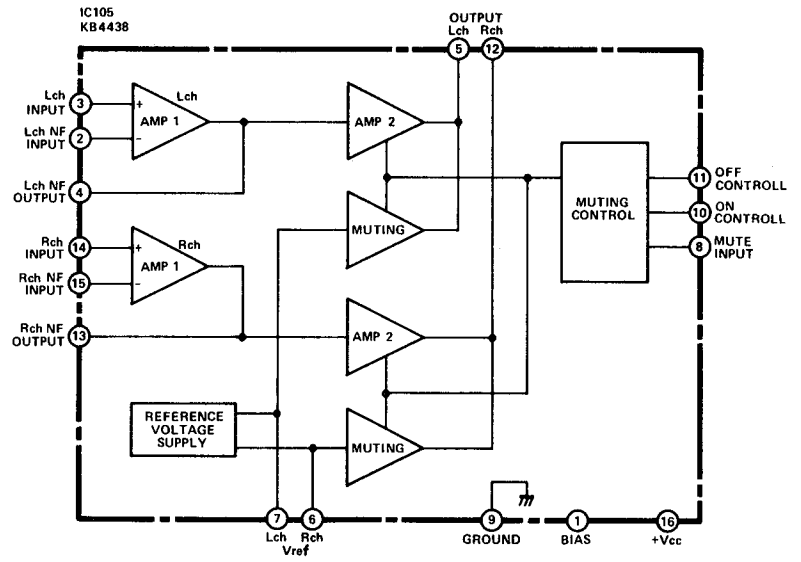 IC105
KB4438
OUTPUT
Lch Rch
5 12
Lch
INPUT
3
+
Lch
AMP 1
Lch NF
INPUT
2
−
Lch NF
OUTPUT
4
AMP 2
MUTING
Rch
INPUT
14
+
Rch
AMP 1
Rch NF
INPUT
15
−
Rch NF
OUTPUT
13
AMP 2
MUTING
REFERENCE
VOLTAGE
SUPPLY
MUTING
CONTROL
11
OFF
CONTROLL
10
ON
CONTROLL
8
MUTE
INPUT
7 6 9 1 16
Lch Rch
Vref
GROUND
BIAS
+Vcc